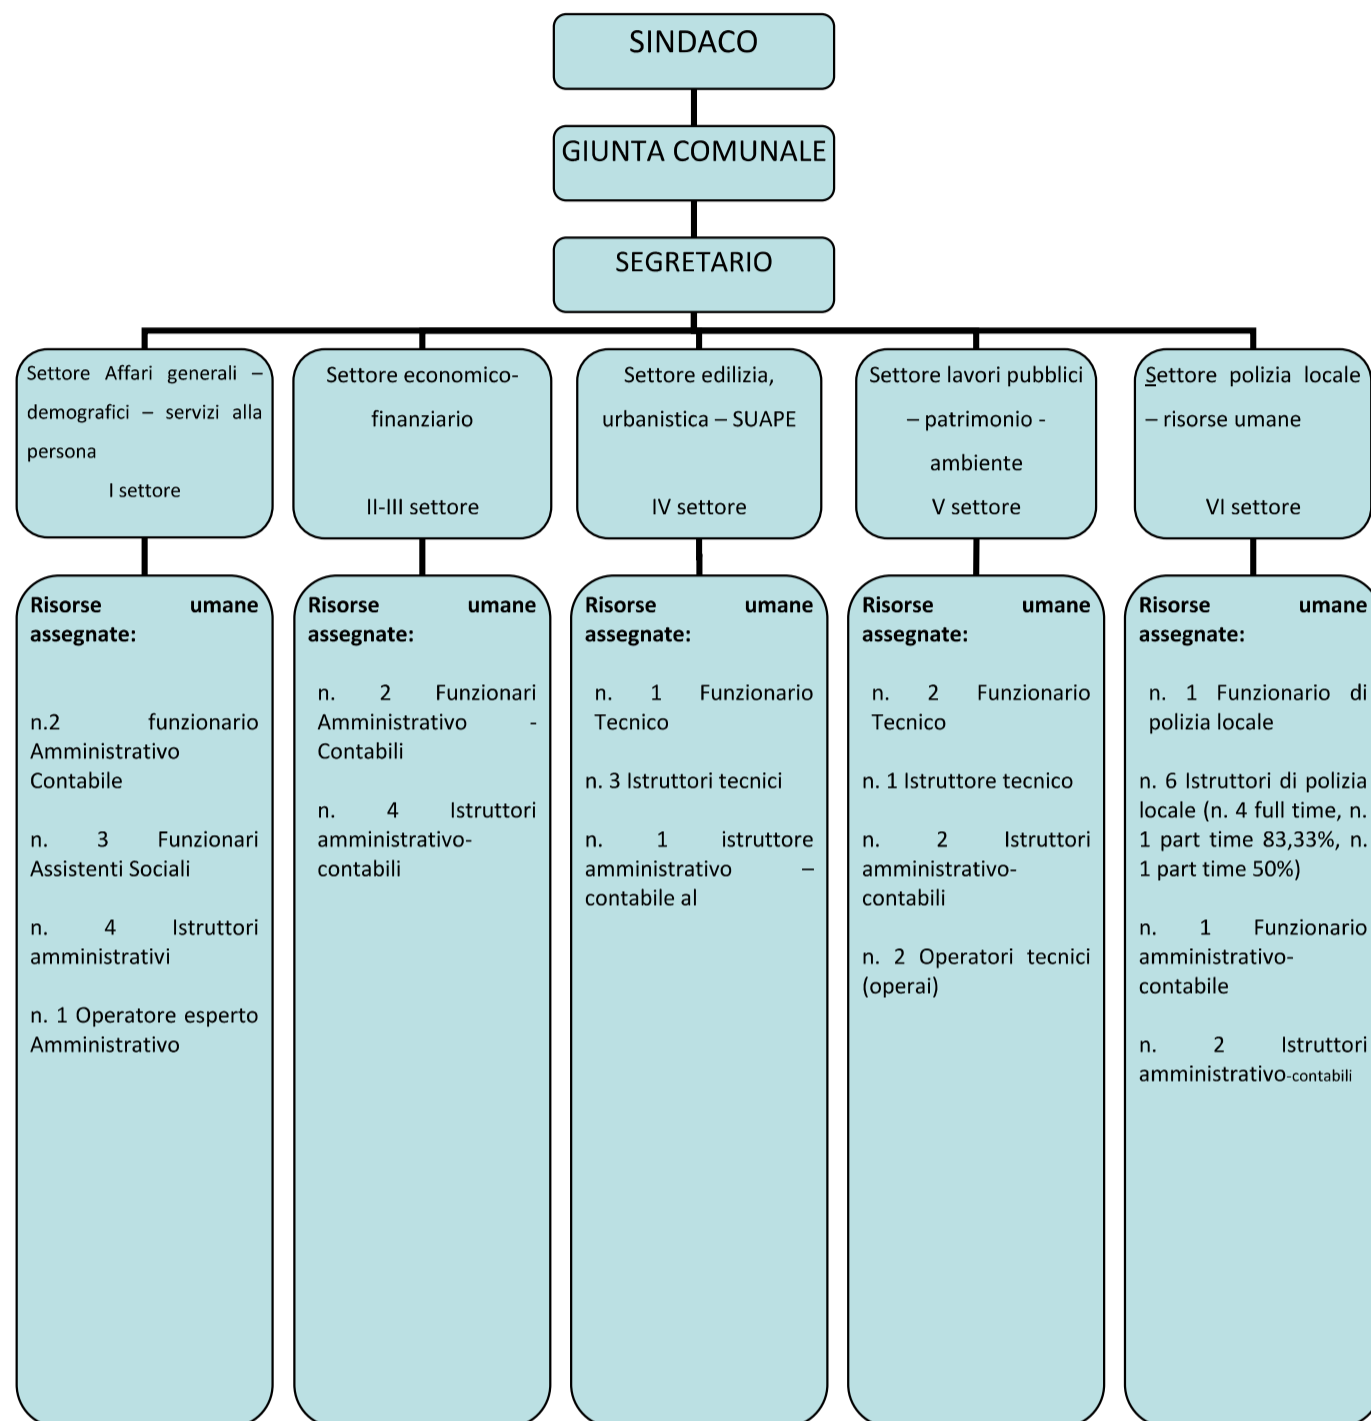 SINDACO
GIUNTA COMUNALE
SEGRETARIO
Settore Affari generali –
demografici – servizi alla
persona
I settore
Settore economico-
finanziario
II-III settore
Settore edilizia,
urbanistica – SUAPE
IV settore
Settore lavori pubblici
– patrimonio -
ambiente
V settore
Settore polizia locale
– risorse umane
VI settore
Risorse umane
assegnate:
n.2 funzionario
Amministrativo
Contabile
n. 3 Funzionari
Assistenti Sociali
n. 4 Istruttori
amministrativi
n. 1 Operatore esperto
Amministrativo
Risorse umane
assegnate:
n. 2 Funzionari
Amministrativo -
Contabili
n. 4 Istruttori
amministrativo-
contabili
Risorse umane
assegnate:
n. 1 Funzionario
Tecnico
n. 3 Istruttori tecnici
n. 1 istruttore
amministrativo –
contabile al
Risorse umane
assegnate:
n. 2 Funzionario
Tecnico
n. 1 Istruttore tecnico
n. 2 Istruttori
amministrativo-
contabili
n. 2 Operatori tecnici
(operai)
Risorse umane
assegnate:
n. 1 Funzionario di
polizia locale
n. 6 Istruttori di polizia
locale (n. 4 full time, n.
1 part time 83,33%, n.
1 part time 50%)
n. 1 Funzionario
amministrativo-
contabile
n. 2 Istruttori
amministrativo-contabili